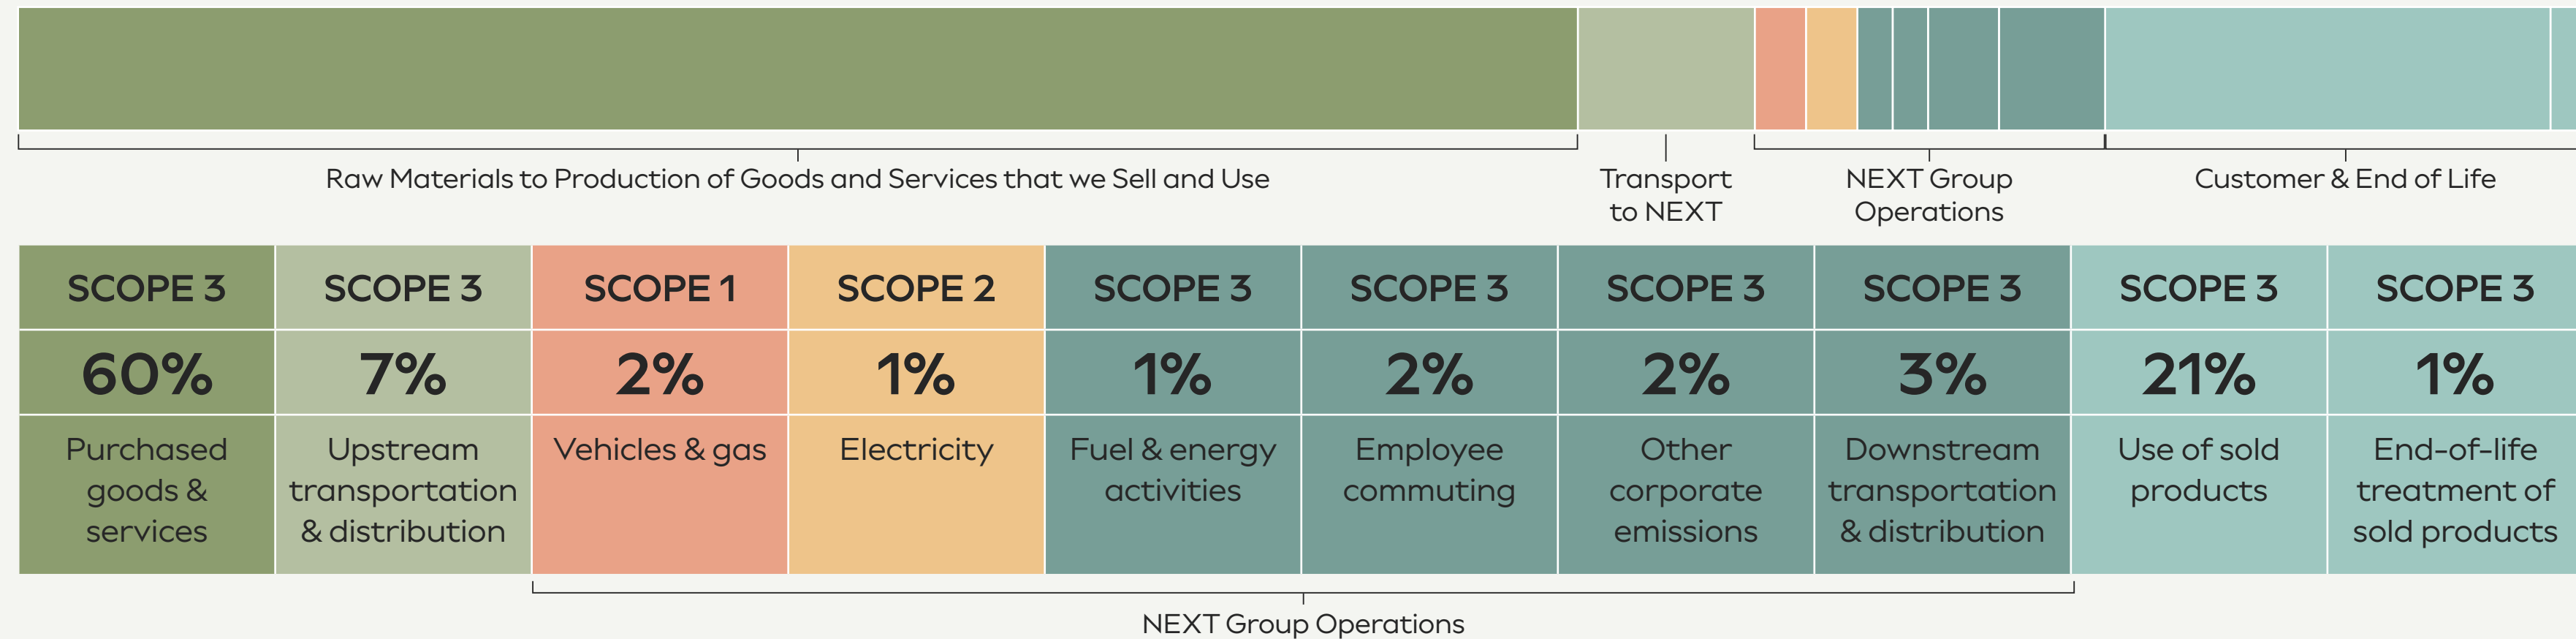 Raw Materials to Production of Goods and Services that we Sell and Use
Transport
to NEXT
NEXT Group
Operations
Customer & End of Life
SCOPE 3
60%
Purchased
goods &
services
SCOPE 3
7%
Upstream
transportation
& distribution
SCOPE 1
2%
Vehicles & gas
SCOPE 2
1%
Electricity
SCOPE 3
1%
Fuel & energy
activities
SCOPE 3
2%
Employee
commuting
SCOPE 3
2%
Other
corporate
emissions
SCOPE 3
3%
Downstream
transportation
& distribution
SCOPE 3
21%
Use of sold
products
SCOPE 3
1%
End-of-life
treatment of
sold products
NEXT Group Operations